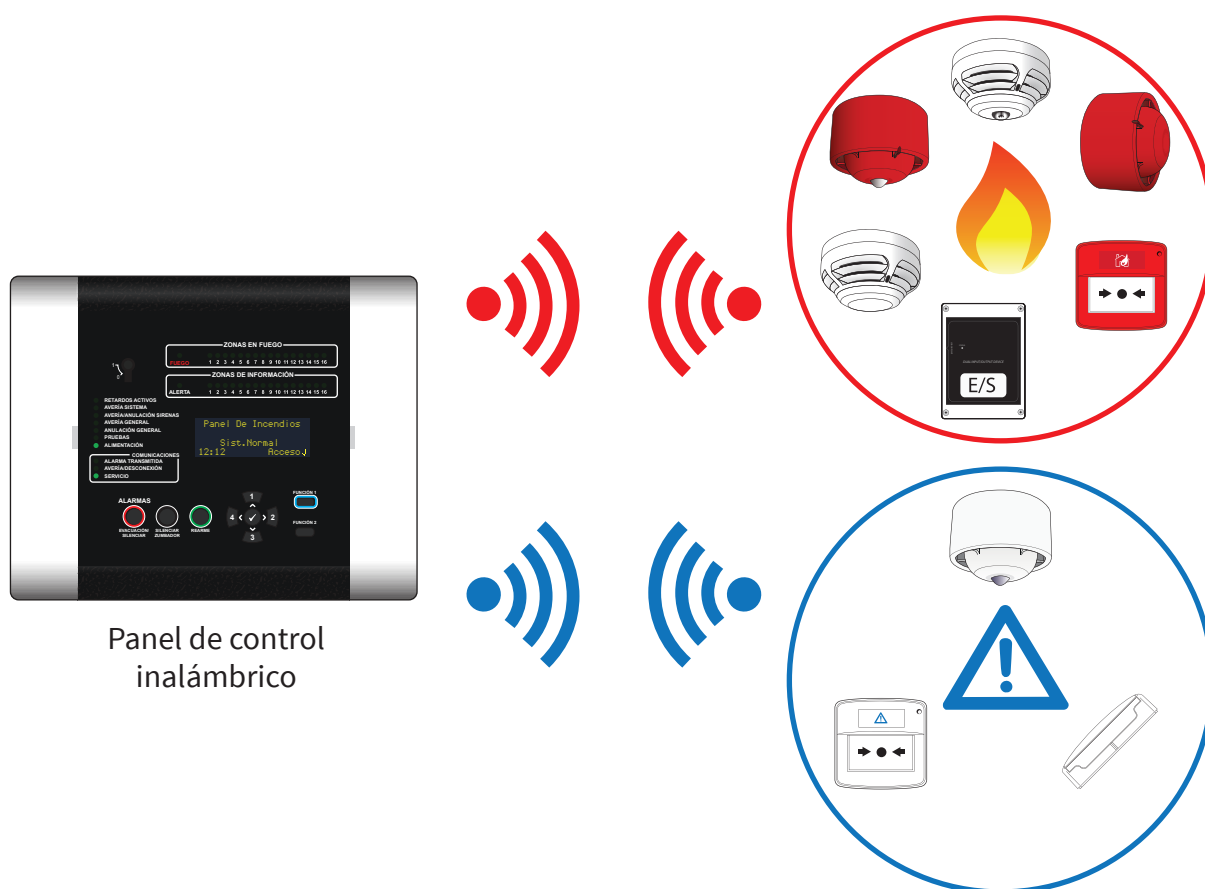 ZONAS EN FUEGO
FUEGO 1 2 3 4 5 6 7 8 9 10 11 12 13 14 15 16
ZONAS DE INFORMACIÓN
ALERTA 1 2 3 4 5 6 7 8 9 10 11 12 13 14 15 16
RETARDOS ACTIVOS
AVERÍA SISTEMA
AVERÍA/ANULACIÓN SIRENAS
AVERÍA GENERAL
ANULACIÓN GENERAL
PRUEBAS
ALIMENTACIÓN
COMUNICACIONES
ALARMA TRANSMITIDA
AVERÍA/DESCONEXIÓN
SERVICIO
Panel De Incendios
Sist.Normal
12:12 Acceso
ALARMAS
EVACUACIÓN
SILENCIAR
SILENCIAR
ZUMBADOR
REARME
1
4 2
3
FUNCIÓN 1
FUNCIÓN 2
Panel de control
inalámbrico
E/S